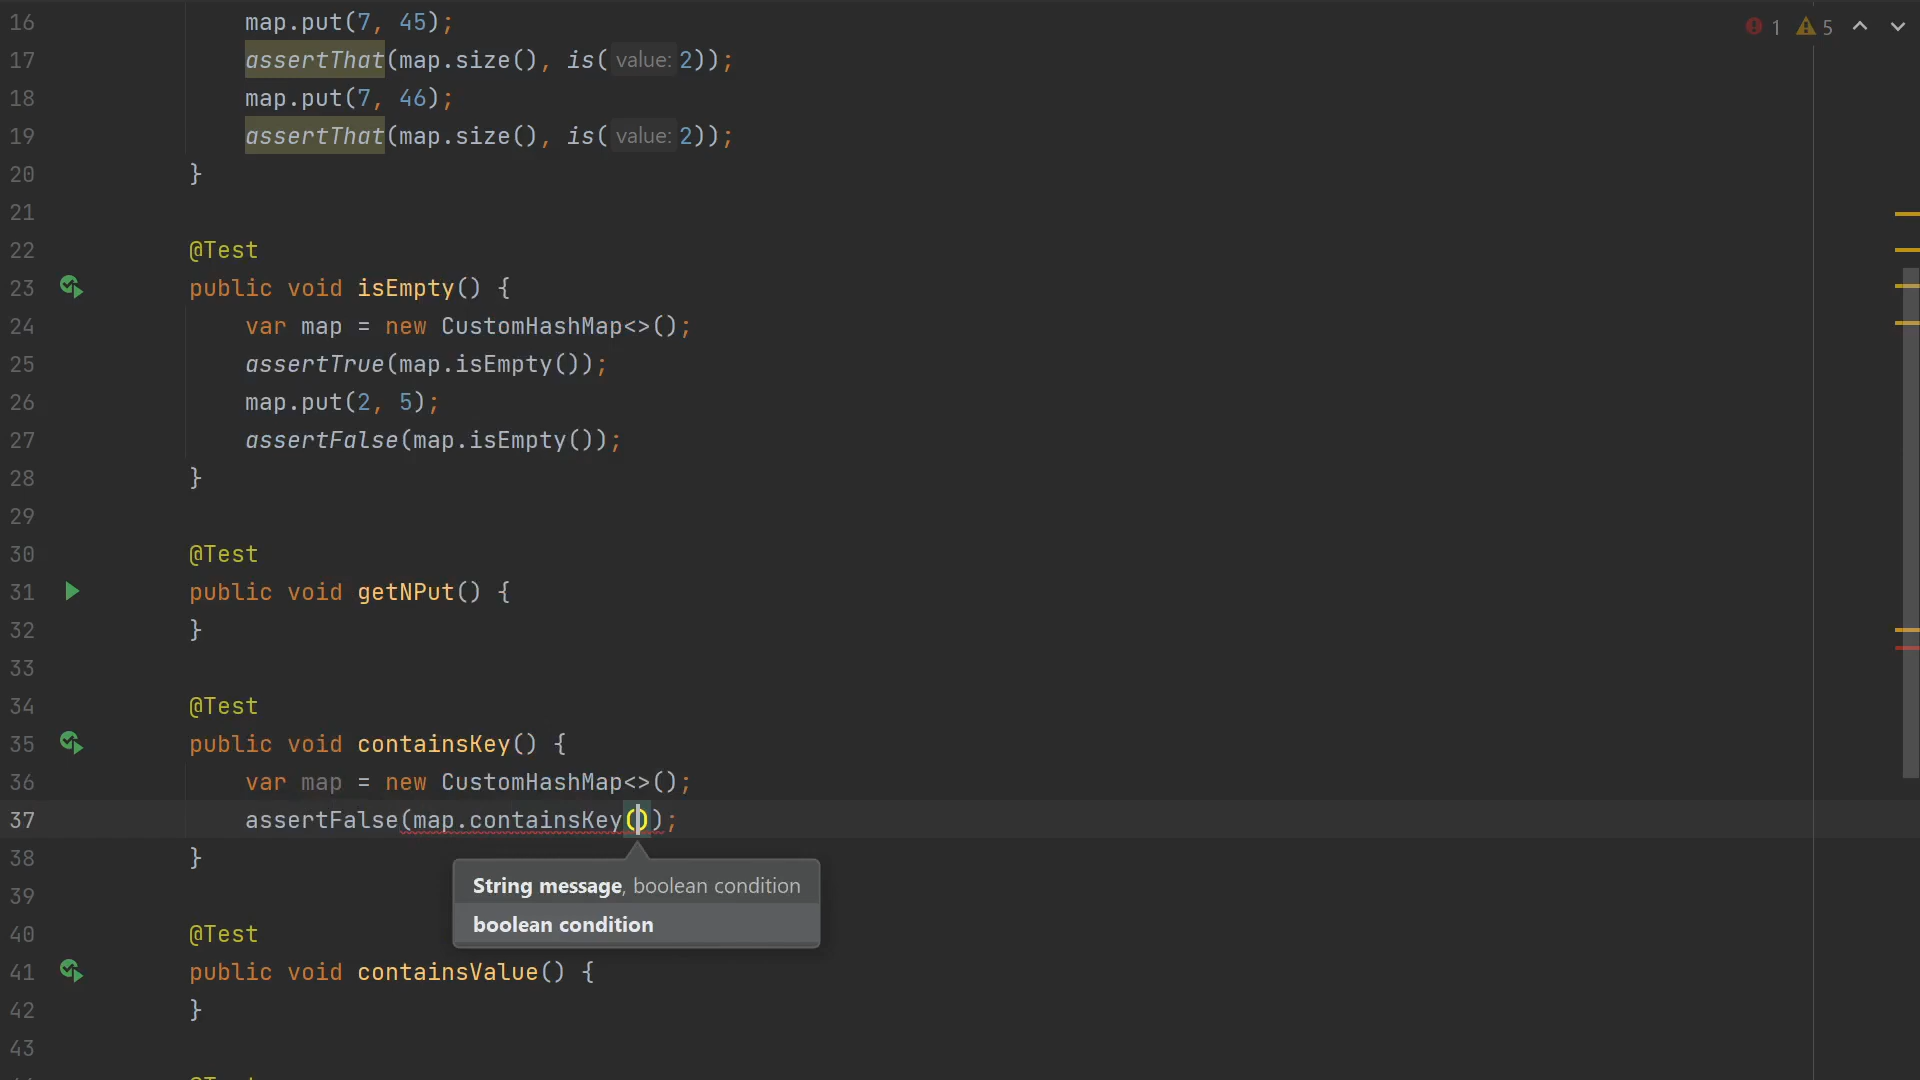 16 map.put(7, 45);
17 assertThat(map.size(), is( value: 2));
18 map.put(7, 46);
19 assertThat(map.size(), is( value: 2));
20 }
21
22 @Test
23 public void isEmpty() {
24 var map = new CustomHashMap<>();
25 assertTrue(map.isEmpty());
26 map.put(2, 5);
27 assertFalse(map.isEmpty());
28 }
29
30 @Test
31 public void getNPut() {
32 }
33
34 @Test
35 public void containsKey() {
36 var map = new CustomHashMap<>();
37 assertFalse(map.containsKey());
38 }
String message, boolean condition
39
boolean condition
40 @Test
41 public void containsValue() {
42 }
43
1 5